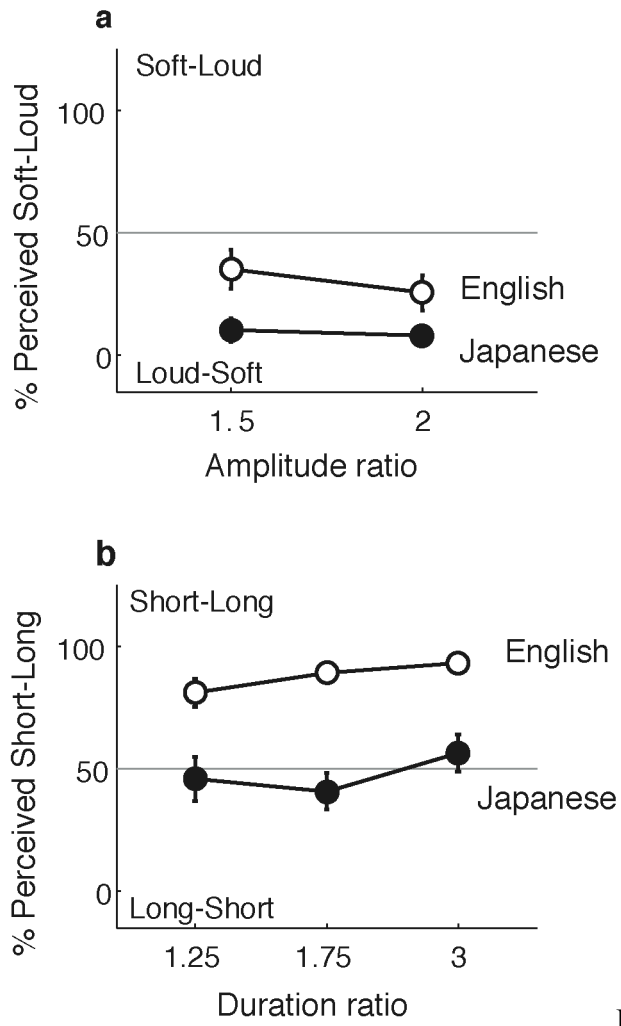 a
Soft-Loud
100
50
0
Loud-Soft
English
Japanese
% Perceived Soft-Loud
1.5
2
Amplitude ratio
b
Short-Long
100
50
0
Long-Short
English
Japanese
% Perceived Short-Long
1.25
1.75
3
Duration ratio